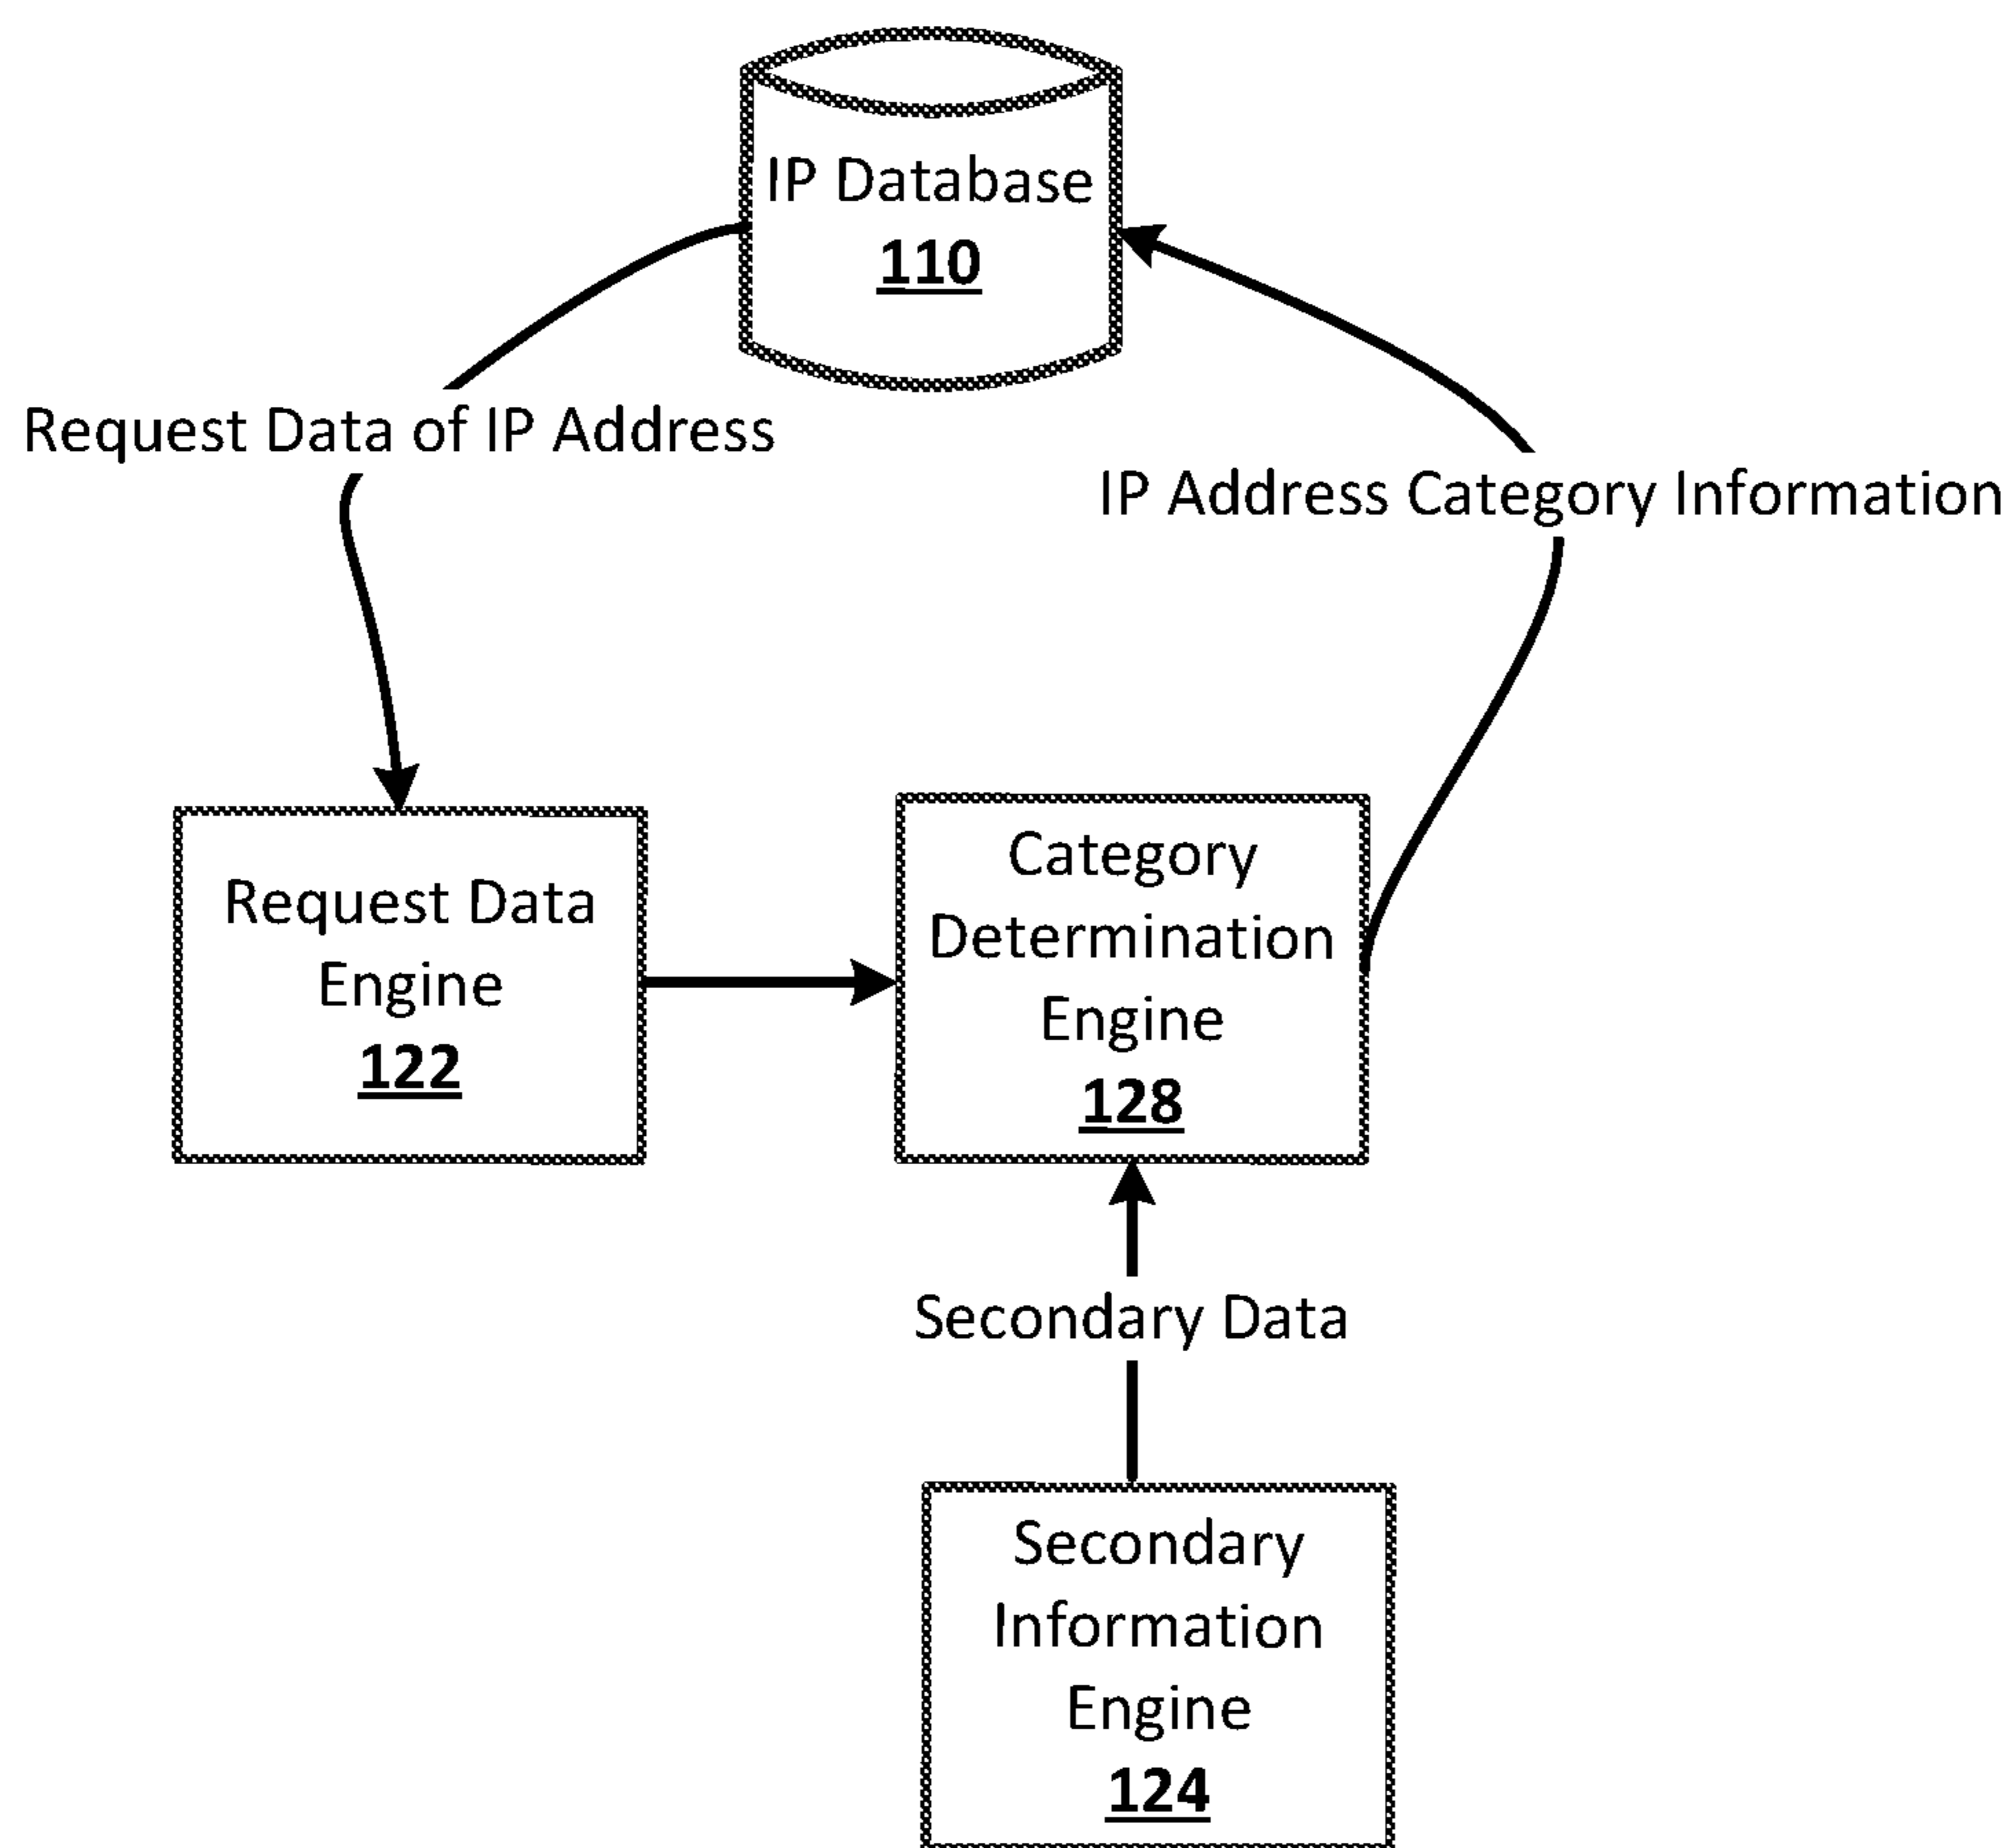 IP Database
110
Request Data of IP Address
IP Address Category Information
Request Data
Engine
122
Category
Determination
Engine
128
Secondary Data
Secondary
Information
Engine
124